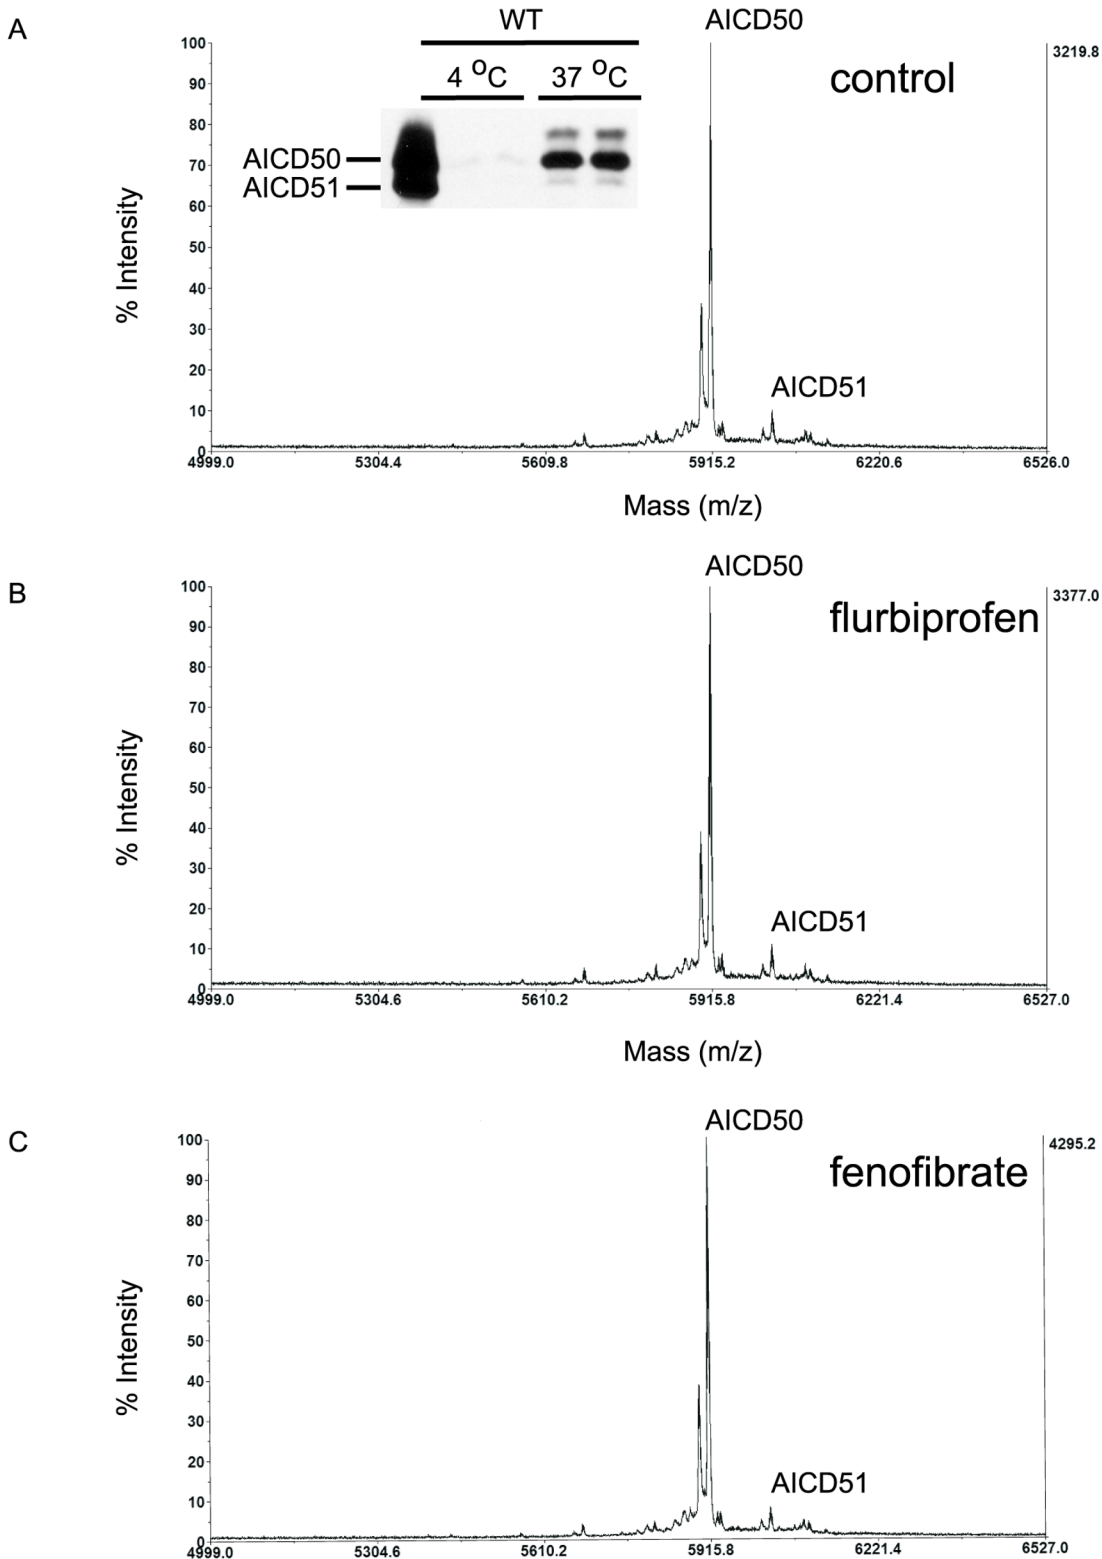 A
WT
AICD50
4 °C
37 °C
control
3219.8
AICD50
AICD51
AICD51
% Intensity
100
90
80
70
60
50
40
30
20
10
0
4999.0 5304.4 5609.8 5915.2 6220.6 6526.0
Mass (m/z)
B
AICD50
flurbiprofen
3377.0
AICD51
% Intensity
100
90
80
70
60
50
40
30
20
10
0
4999.0 5304.6 5610.2 5915.8 6221.4 6527.0
Mass (m/z)
C
AICD50
fenofibrate
4295.2
AICD51
% Intensity
100
90
80
70
60
50
40
30
20
10
0
4999.0 5304.6 5610.2 5915.8 6221.4 6527.0